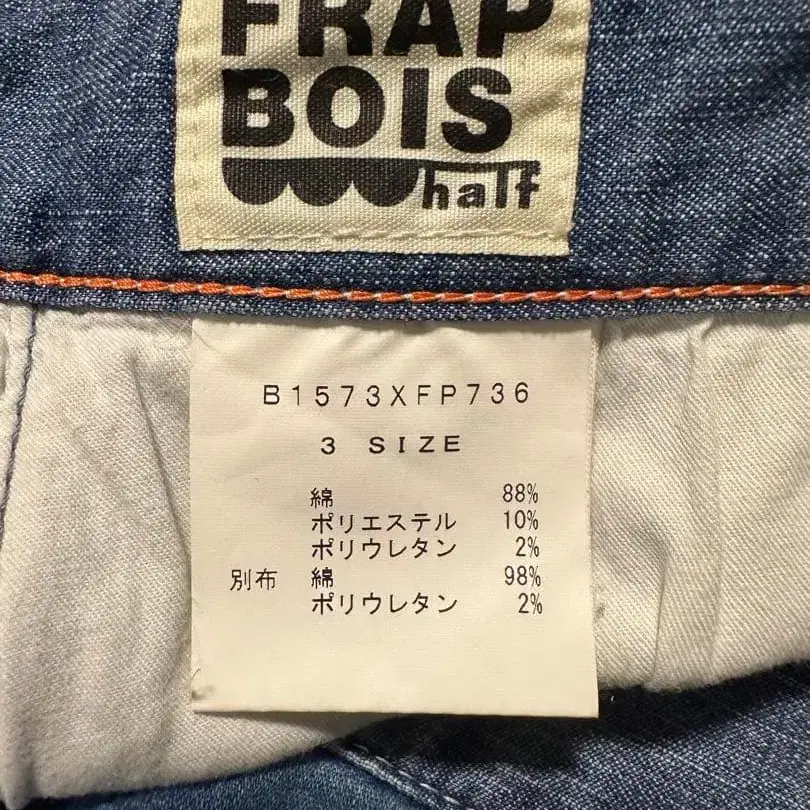 FRAP
BOIS
half
B1573XFP736
3 SIZE
綿 88%
ポリエステル 10%
ポリウレタン 2%
別布 綿 98%
ポリウレタン 2%